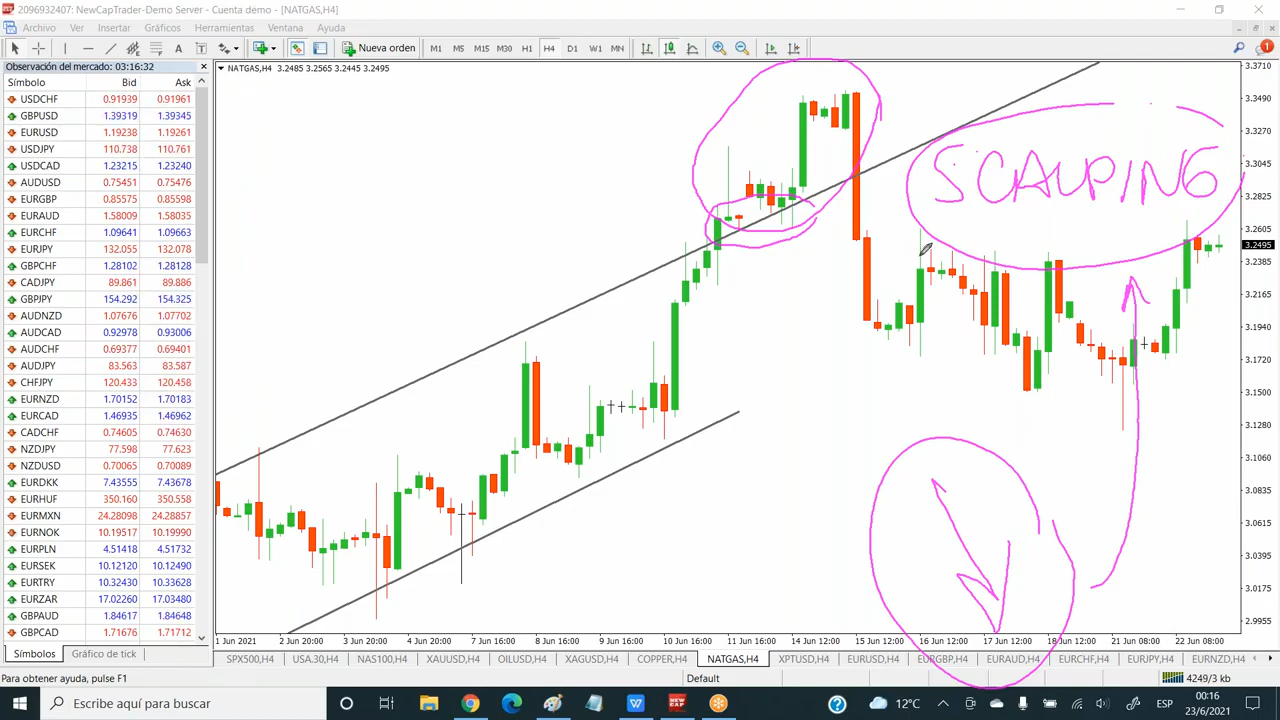 2096932407: NewCapTrader-Demo Server - Cuenta demo - [NATGAS,H4]
Archivo Ver Insertar Gráficos Herramientas Ventana Ayuda
Nueva orden M1 M5 M15 M30 H1 H4 D1 W1 MN 1
Observación del mercado: 03:16:32
Símbolo Bid Ask
USDCHF 0.91939 0.91961
GBPUSD 1.39319 1.39345
EURUSD 1.19238 1.19261
USDJPY 110.738 110.761
USDCAD 1.23215 1.23240
AUDUSD 0.75451 0.75476
EURGBP 0.85575 0.85598
EURAUD 1.58009 1.58035
EURCHF 1.09641 1.09663
EURJPY 132.055 132.078
GBPCHF 1.28102 1.28128
CADJPY 89.861 89.886
GBPJPY 154.292 154.325
AUDNZD 1.07676 1.07702
AUDCAD 0.92978 0.93006
AUDCHF 0.69377 0.69401
AUDJPY 83.563 83.587
CHFJPY 120.433 120.458
EURNZD 1.70152 1.70183
EURCAD 1.46935 1.46962
CADCHF 0.74605 0.74630
NZDJPY 77.598 77.623
NZDUSD 0.70065 0.70089
EURDKK 7.43555 7.43678
EURHUF 350.160 350.558
EURMXN 24.28098 24.28857
EURNOK 10.19517 10.19990
EURPLN 4.51418 4.51732
EURSEK 10.12120 10.12490
EURTRY 10.32430 10.33628
EURZAR 17.02260 17.03480
GBPAUD 1.84617 1.84648
GBPCAD 1.71676 1.71712
Símbolos Gráfico de tick
NATGAS,H4 3.2485 3.2565 3.2445 3.2495
SCALPING
3.3710
3.3490
3.3270
3.3045
3.2825
3.2605
3.2495
3.2385
3.2165
3.1940
3.1720
3.1500
3.1280
3.1060
3.0835
3.0615
3.0395
3.0175
2.9955
1 Jun 2021 2 Jun 20:00 3 Jun 20:00 4 Jun 20:00 7 Jun 16:00 8 Jun 16:00 9 Jun 16:00 10 Jun 16:00 11 Jun 16:00 14 Jun 12:00 15 Jun 12:00 16 Jun 12:00 17 Jun 12:00 18 Jun 12:00 21 Jun 08:00 22 Jun 08:00
SPX500,H4 USA.30,H4 NAS100,H4 XAUUSD,H4 OILUSD,H4 XAGUSD,H4 COPPER,H4 NATGAS,H4 XPTUSD,H4 EURUSD,H4 EURGBP,H4 EURAUD,H4 EURCHF,H4 EURJPY,H4 EURNZD,H4
Para obtener ayuda, pulse F1 Default 4249/3 kb
Escribe aquí para buscar NEW CAP 12°C ESP 00:16
23/6/2021